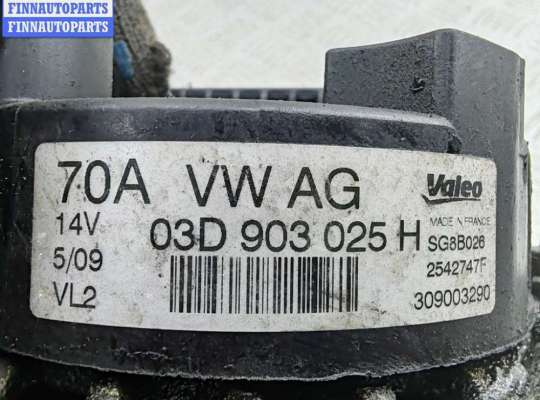 FINNAUTOPARTS
FINNAUTOPARTS
FINNAUTOPARTS
70A VW AG
Valeo
14V
03D 903 025 H
MADE IN FRANCE
SG8B026
5/09
2542747F
VL2
309003290